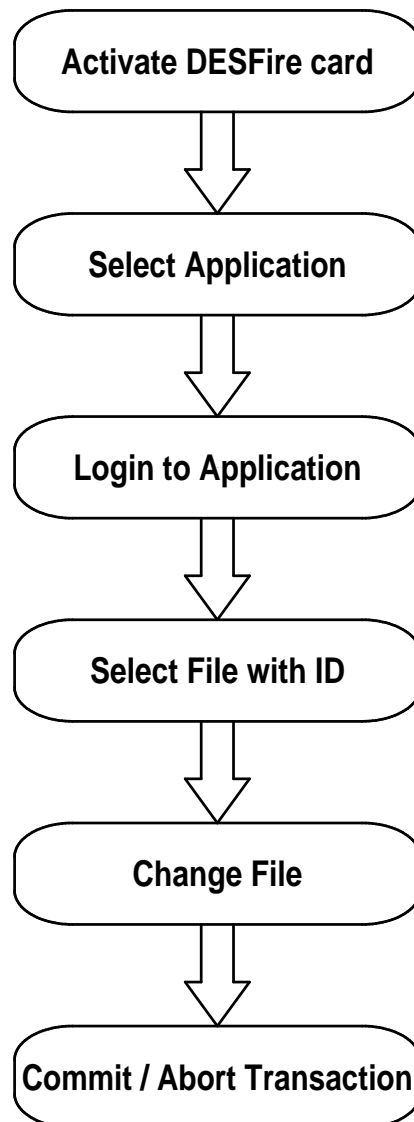 Activate DESFire card
Select Application
Login to Application
Select File with ID
Change File
Commit / Abort Transaction